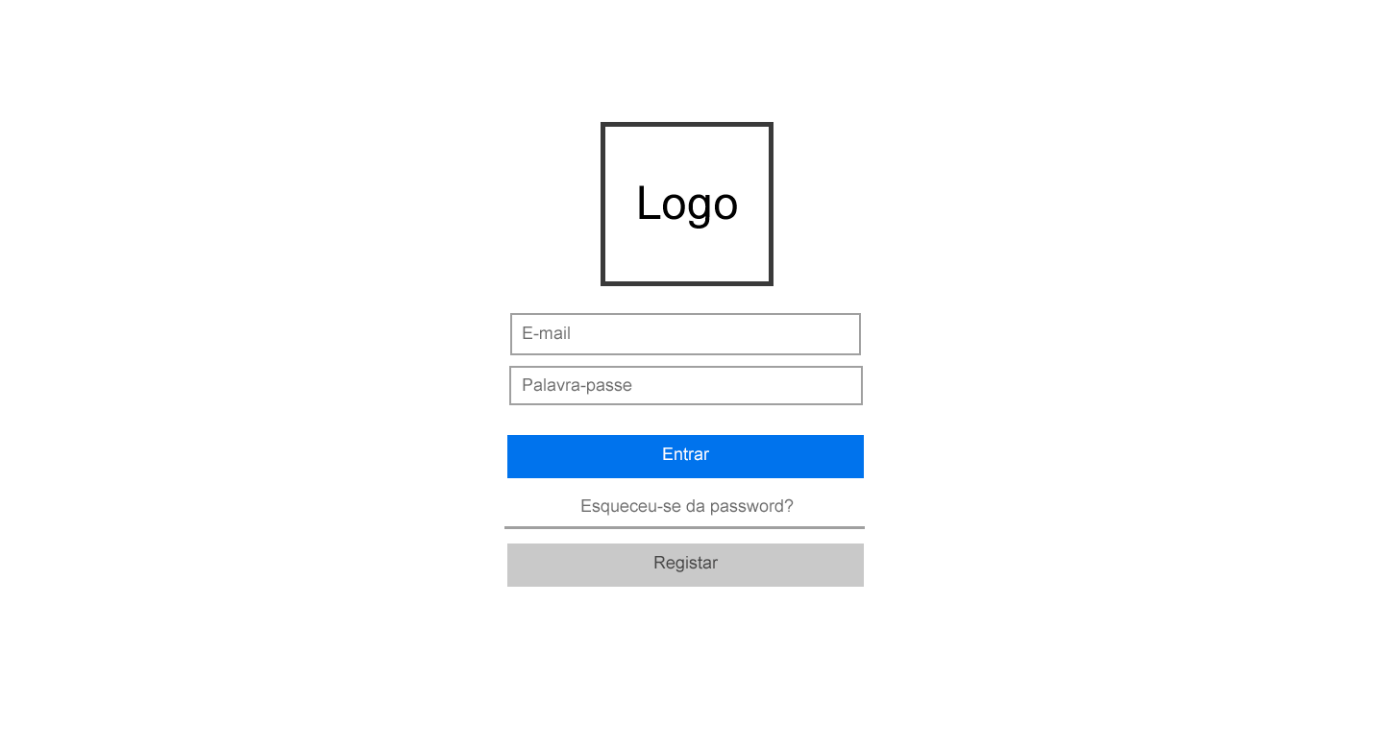 Logo
E-mail
Palavra-passe
Entrar
Esqueceu-se da password?
Registar